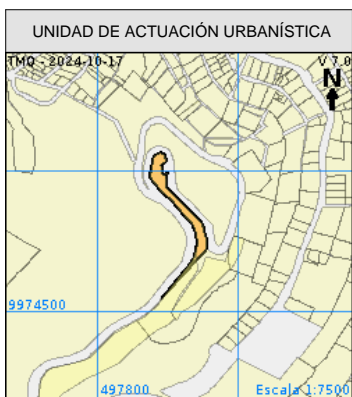 UNIDAD DE ACTUACIÓN URBANÍSTICA
TMQ - 2024-10-17
V 7.0
N
9974500
497800
Escala 1:7500